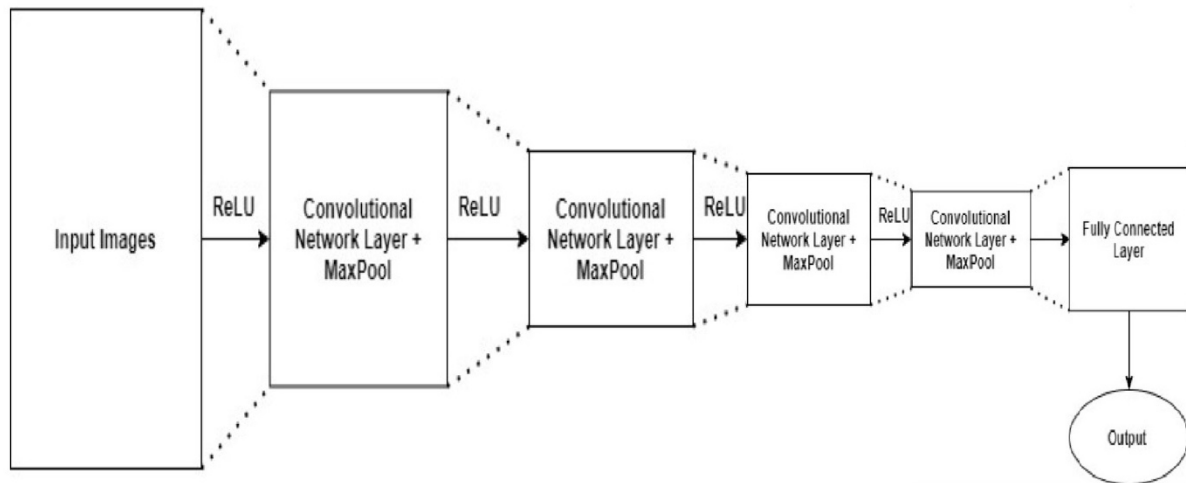 Input Images
ReLU
Convolutional
Network Layer +
MaxPool
ReLU
Convolutional
Network Layer +
MaxPool
ReLU
Convolutional
Network Layer +
MaxPool
ReLU
Convolutional
Network Layer +
MaxPool
Fully Connected
Layer
Output